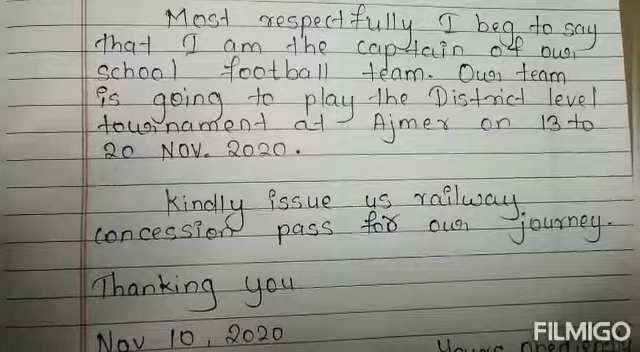 Most respectfully I beg to say
that I am the captain of our
school football team. Our team
is going to play the District level
tournament at Ajmer on 13 to
20 NOV. 2020.
Kindly issue us railway
concession pass for our journey.
Thanking you
Nov 10, 2020
Yours obediently
FILMIGO